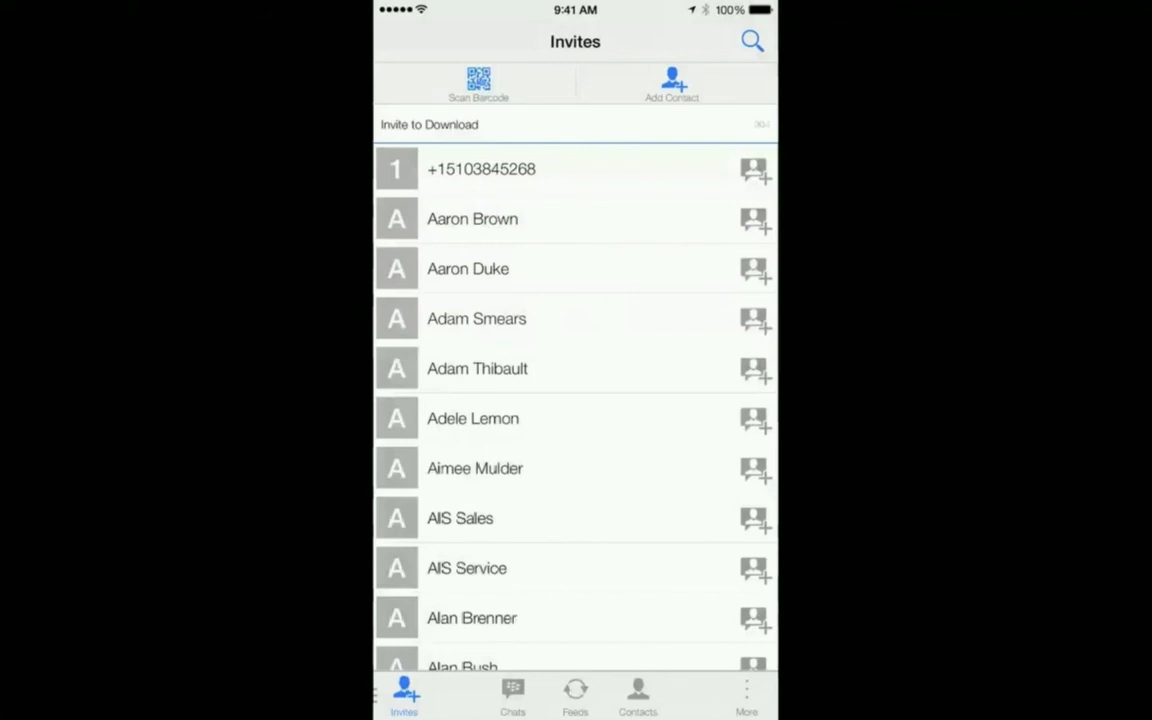 9:41 AM
100%
Invites
Scan Barcode
Add Contact
Invite to Download
1
+15103845268
A
Aaron Brown
A
Aaron Duke
A
Adam Smears
A
Adam Thibault
A
Adele Lemon
A
Aimee Mulder
A
AIS Sales
A
AIS Service
A
Alan Brenner
A
Alan Bush
Invites
Chats
Feeds
Contacts
More